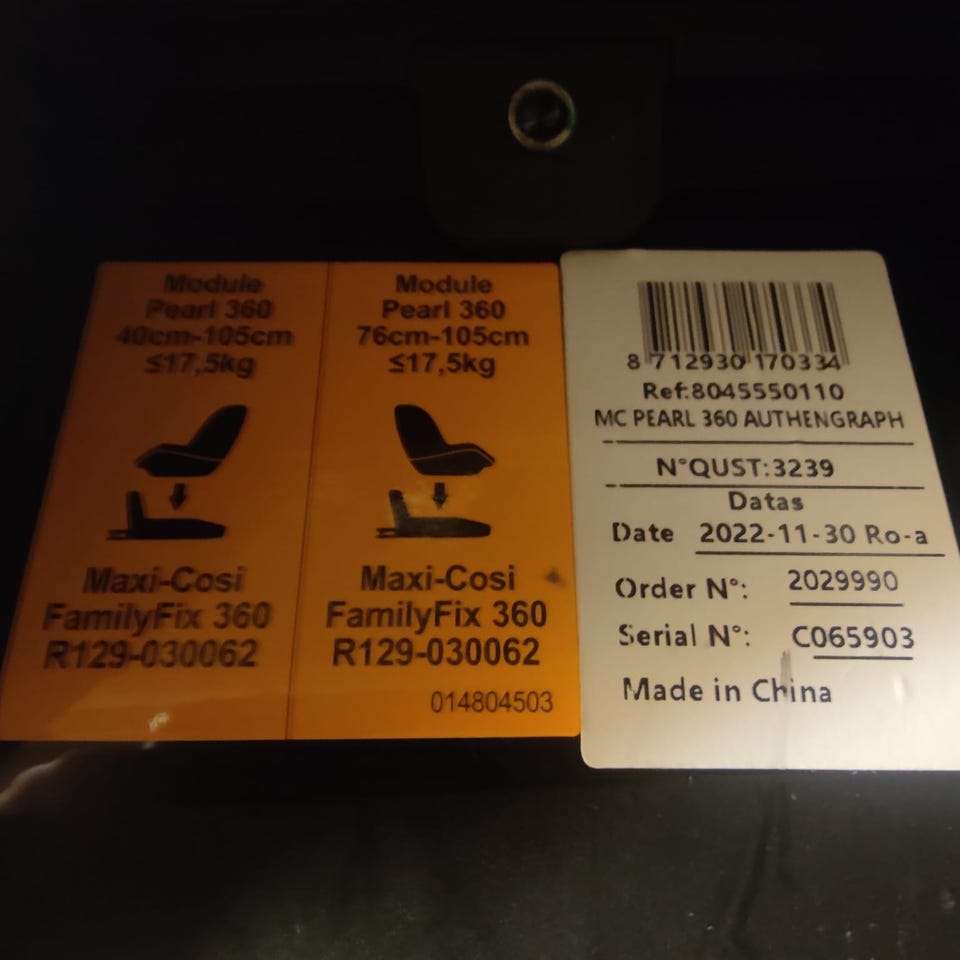 Module
Pearl 360
40cm-105cm
≤17,5kg
Maxi-Cosi
FamilyFix 360
R129-030062
Module
Pearl 360
76cm-105cm
≤17,5kg
Maxi-Cosi
FamilyFix 360
R129-030062
014804503
8 712930 170334
Ref:8045550110
MC PEARL 360 AUTHENGRAPH
N°QUST:3239
Datas
Date 2022-11-30 Ro-a
Order N°: 2029990
Serial N°: C065903
Made in China